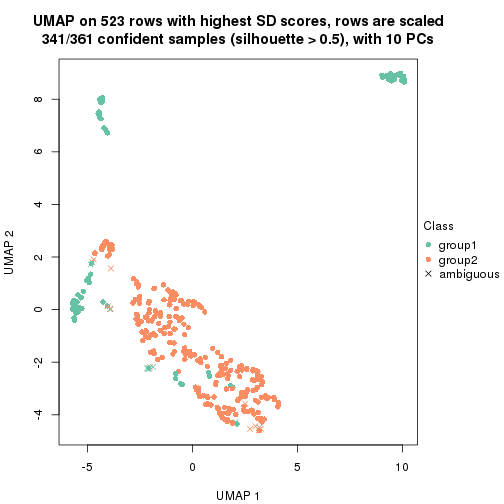 UMAP on 523 rows with highest SD scores, rows are scaled
341/361 confident samples (silhouette > 0.5), with 10 PCs
8
6
4
2
0
-2
-4
UMAP 2
-5
0
5
10
UMAP 1
Class
group1
group2
ambiguous